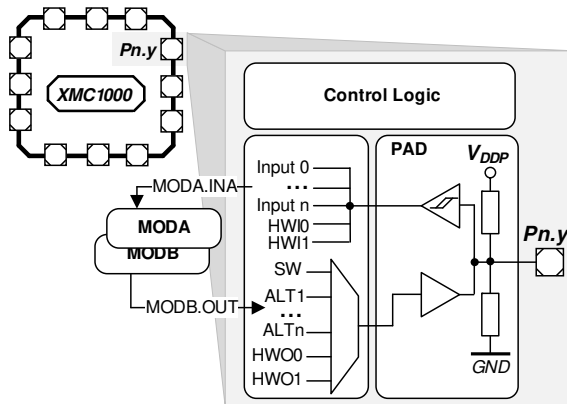 Pn.y
XMC1000
Control Logic
PAD
VDDP
Input 0
...
Input n
HWI0
HWI1
MODA.INA
MODA
MODB
MODB.OUT
SW
ALT1
...
ALTn
HWO0
HWO1
Pn.y
GND